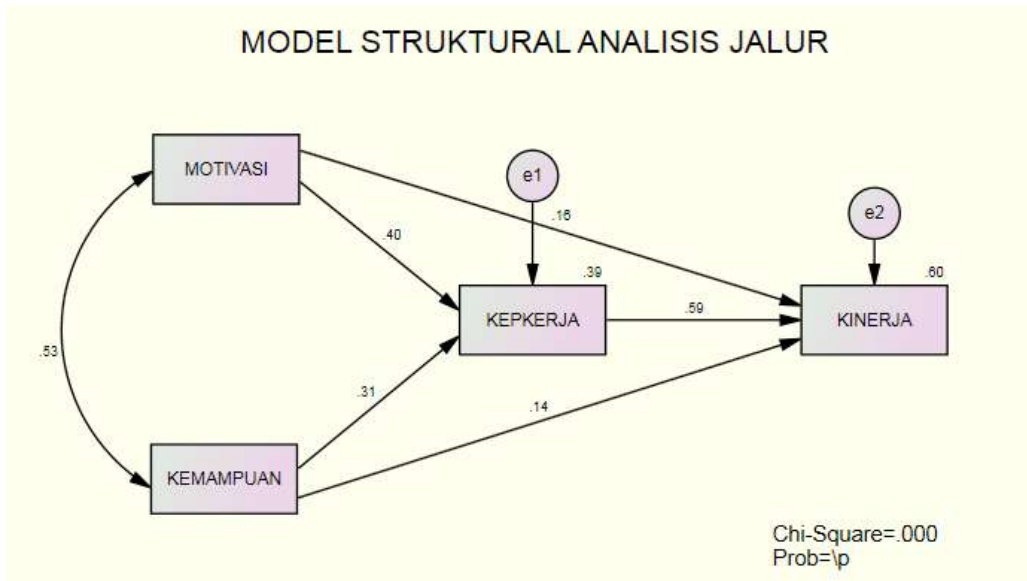 MODEL STRUKTURAL ANALISIS JALUR
MOTIVASI
e1
e2
.16
.40
.39
.60
KEPKERJA
.59
KINERJA
.53
.31
.14
KEMAMPUAN
Chi-Square=.000
Prob=\p